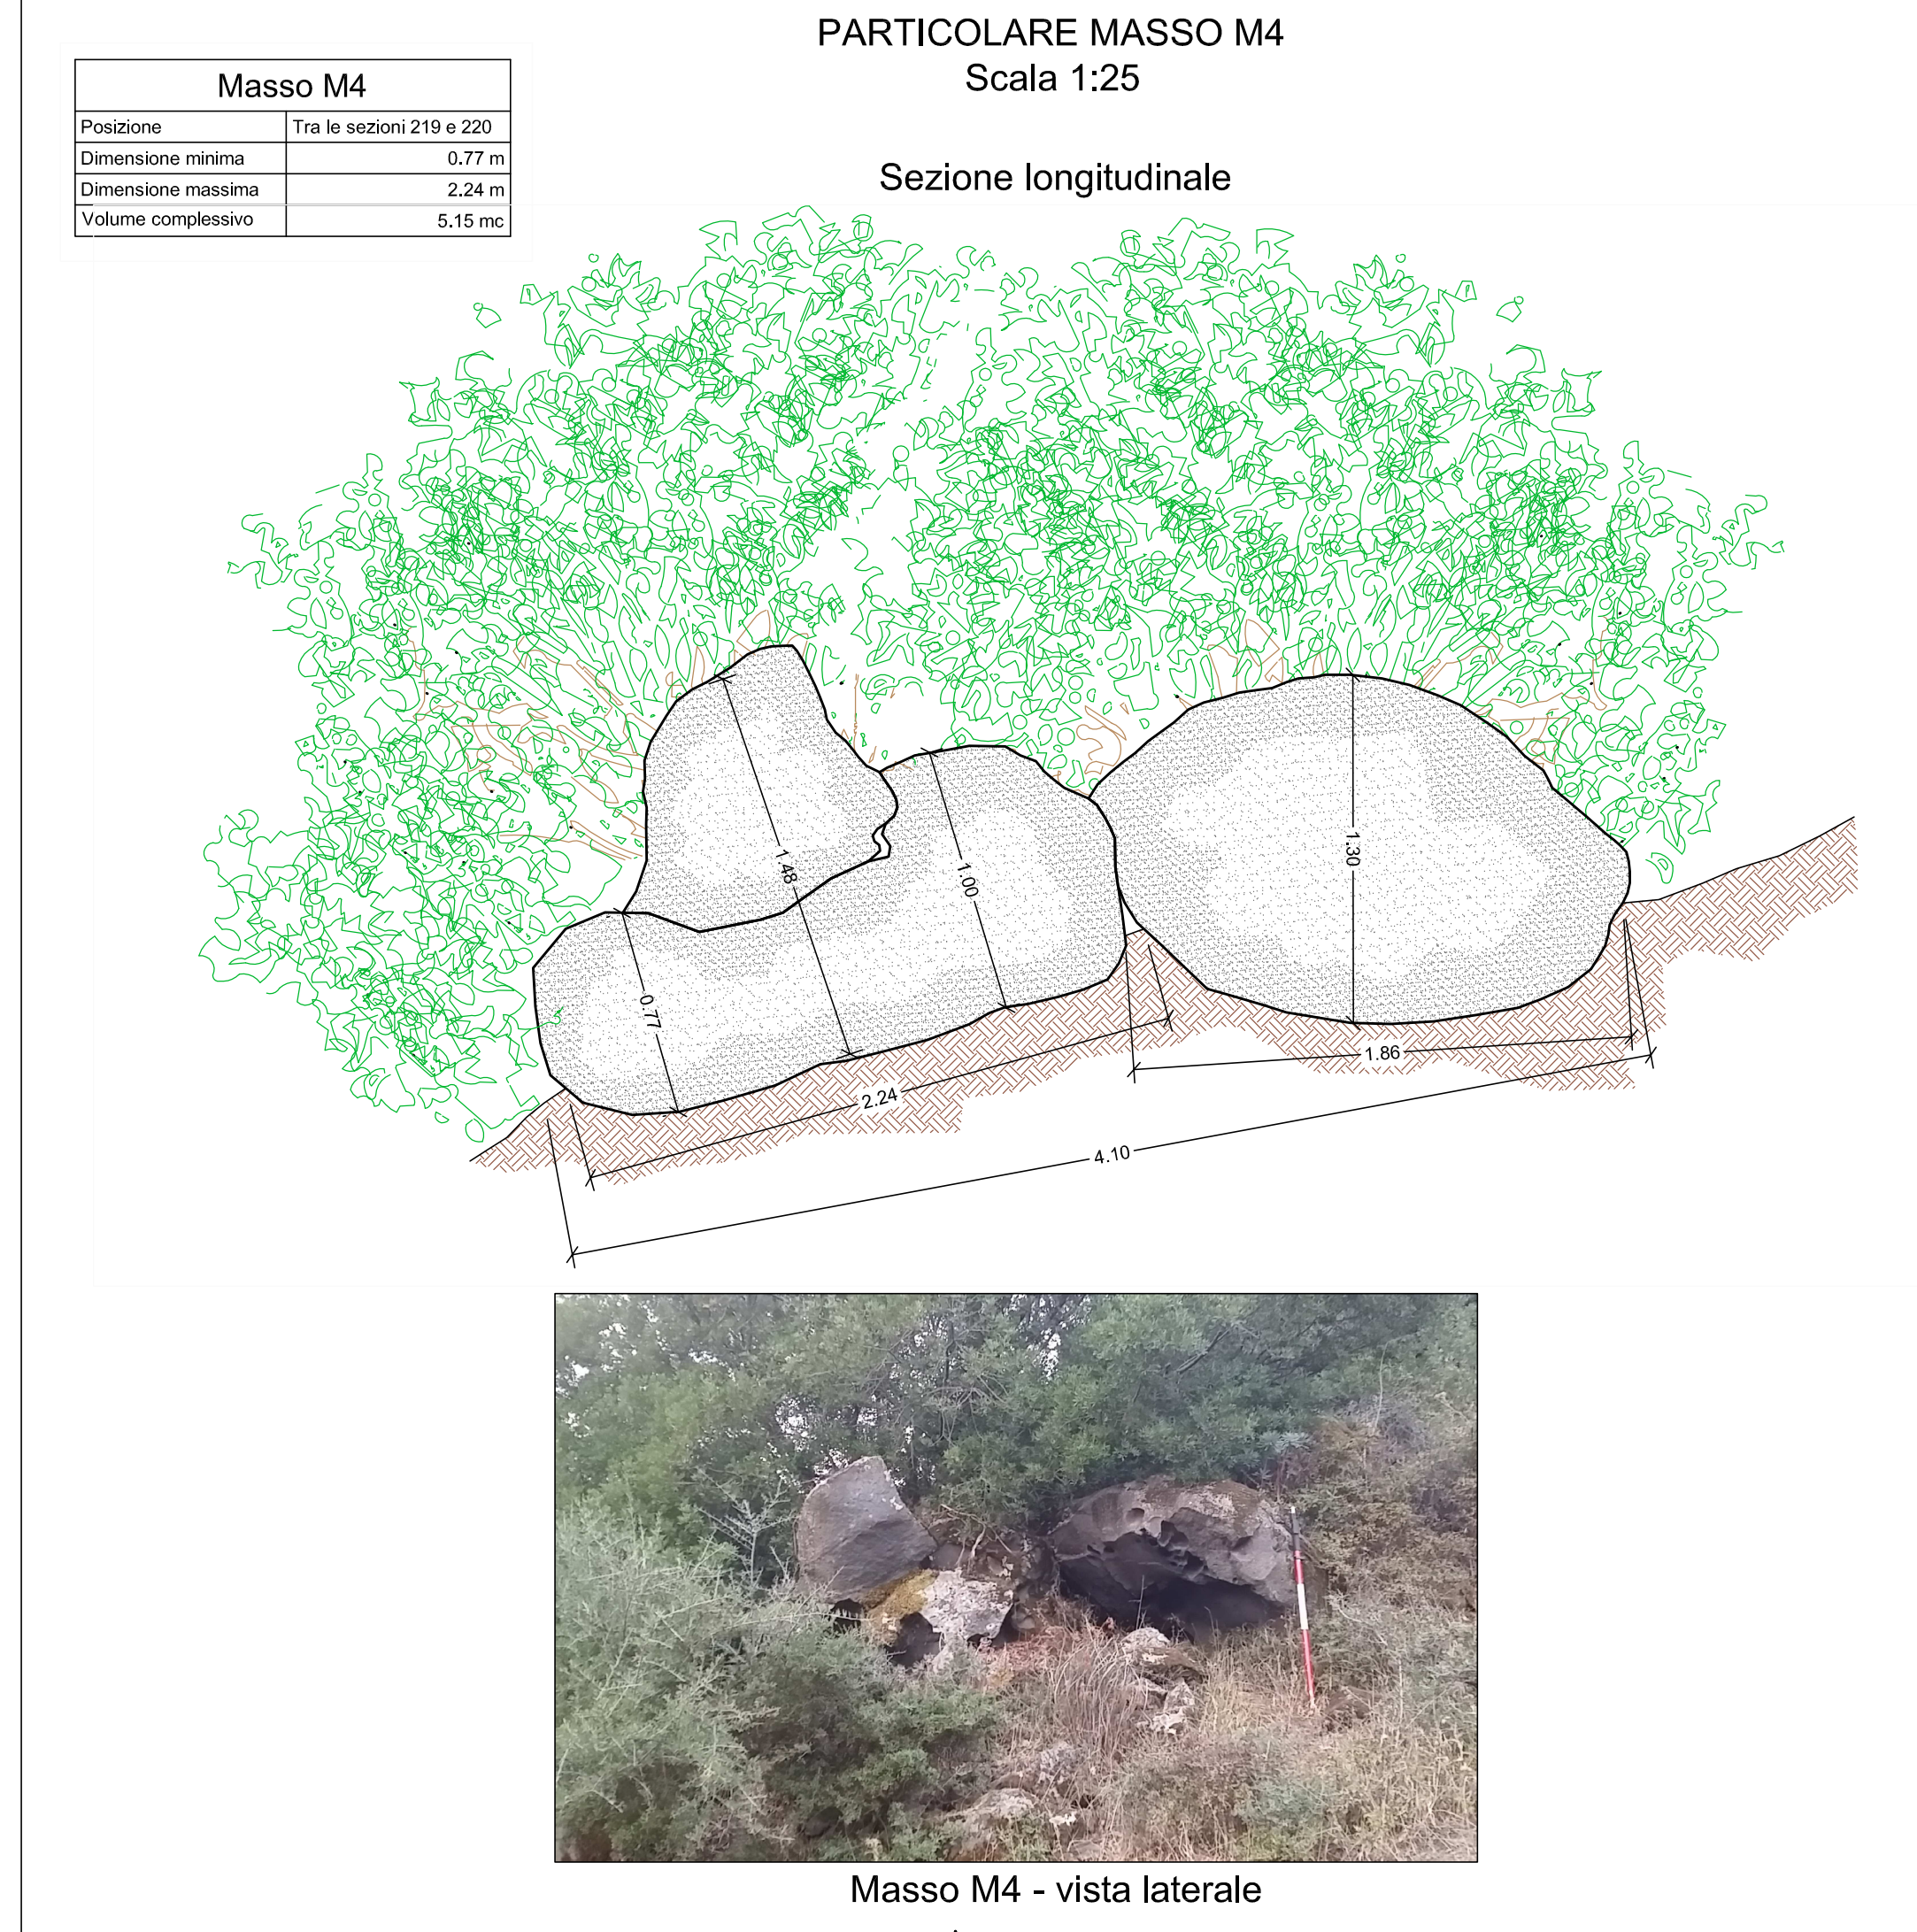 PARTICOLARE MASSO M4
Scala 1:25
Masso M4
Posizione Tra le sezioni 219 e 220
Dimensione minima 0.77 m
Dimensione massima 2.24 m
Volume complessivo 5.15 mc
Sezione longitudinale
1.48
1.00
1.30
0.77
2.24
1.86
4.10
Masso M4 - vista laterale